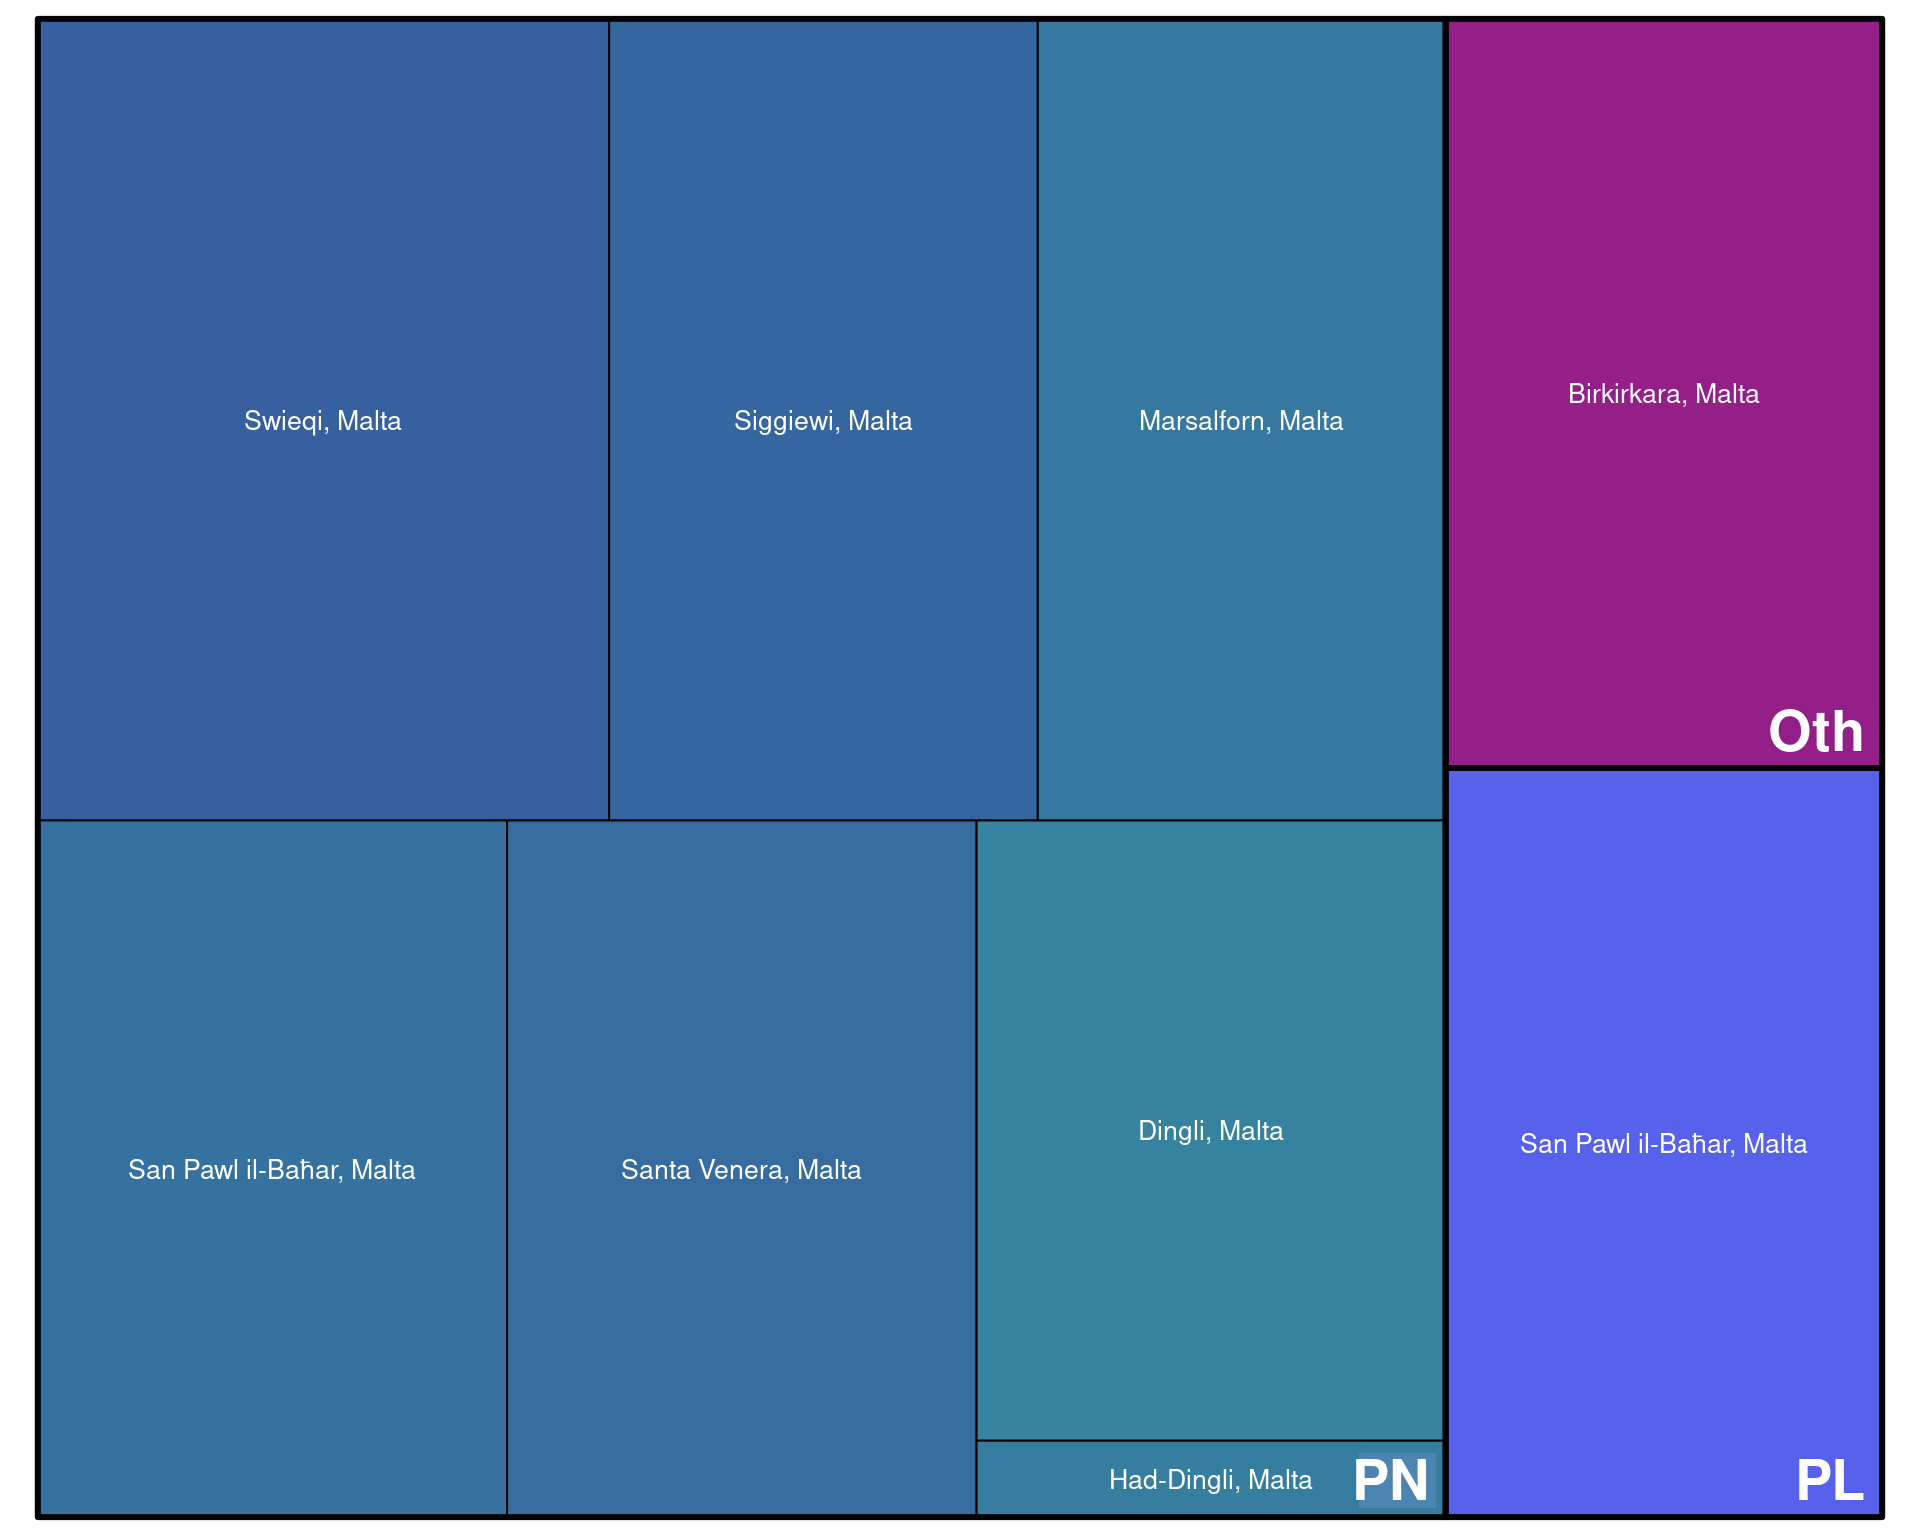 Swieqi, Malta
Siggiewi, Malta
Marsalforn, Malta
Birkirkara, Malta
Oth
San Pawl il-Baħar, Malta
Santa Venera, Malta
Dingli, Malta
Had-Dingli, Malta
PN
San Pawl il-Baħar, Malta
PL